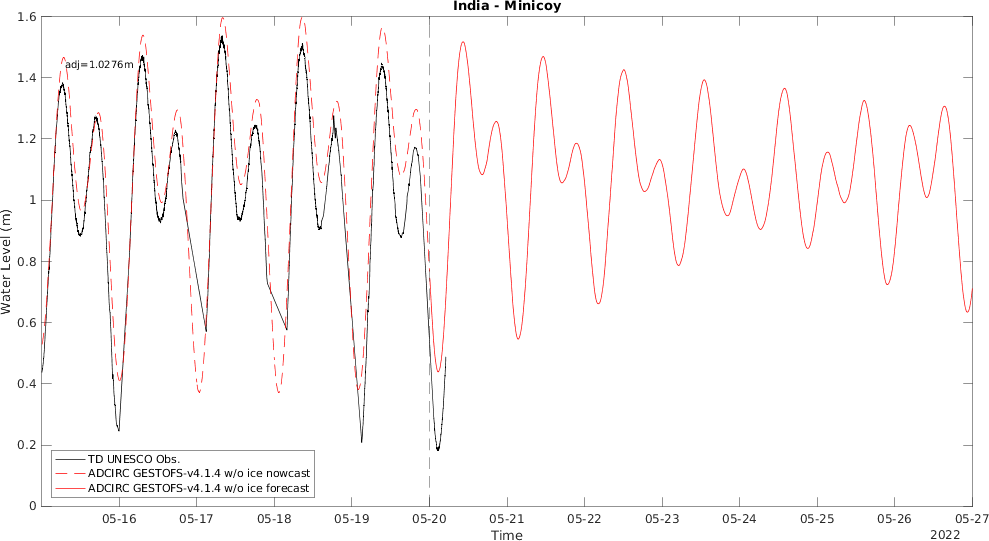 India - Minicoy
1.6
1.4
1.2
1
0.8
0.6
0.4
0.2
0
Water Level (m)
adj=1.0276m
TD UNESCO Obs.
ADCIRC GESTOFS-v4.1.4 w/o ice nowcast
ADCIRC GESTOFS-v4.1.4 w/o ice forecast
05-16 05-17 05-18 05-19 05-20 05-21 05-22 05-23 05-24 05-25 05-26 05-27
Time
2022